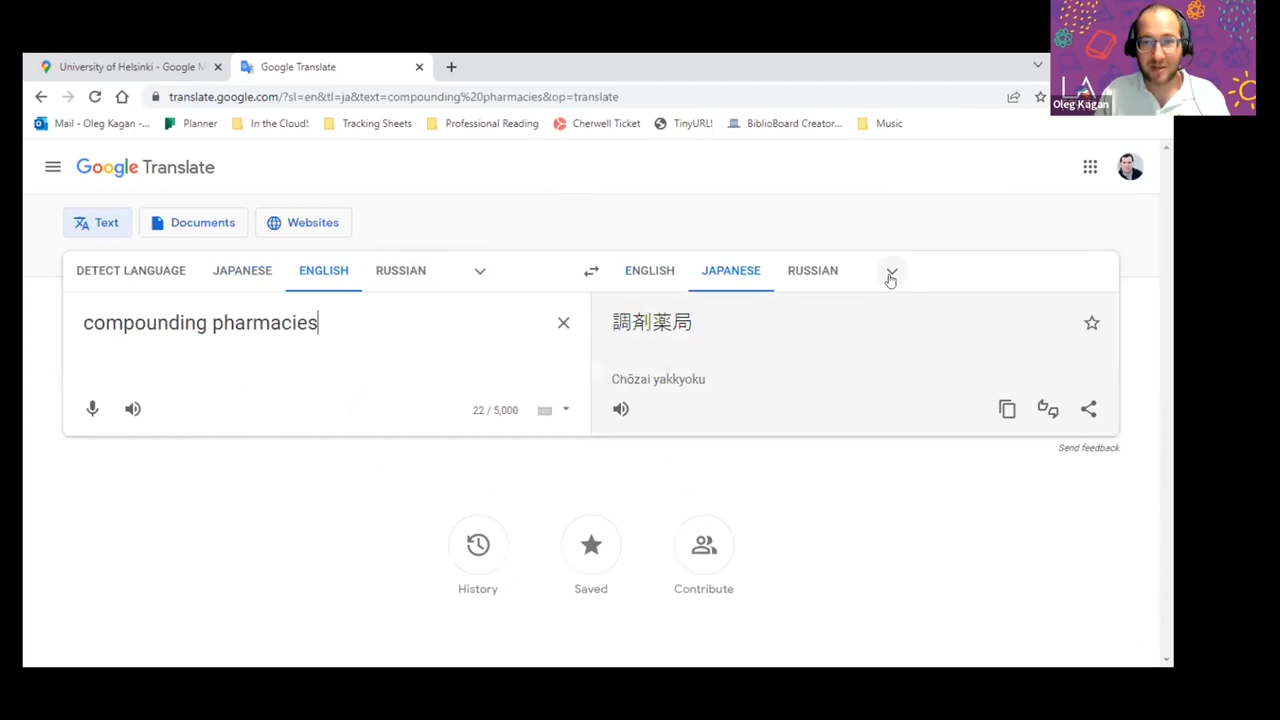 University of Helsinki - Google M
Google Translate
translate.google.com/?sl=en&tl=ja&text=compounding%20pharmacies&op=translate
Mail - Oleg Kagan -... Planner In the Cloud! Tracking Sheets Professional Reading Cherwell Ticket TinyURL! BiblioBoard Creator... Music
LA
Oleg Kagan
Google Translate
Text Documents Websites
DETECT LANGUAGE JAPANESE ENGLISH RUSSIAN
ENGLISH JAPANESE RUSSIAN
compounding pharmacies
22 / 5,000
調剤薬局
Chōzai yakkyoku
Send feedback
History Saved Contribute